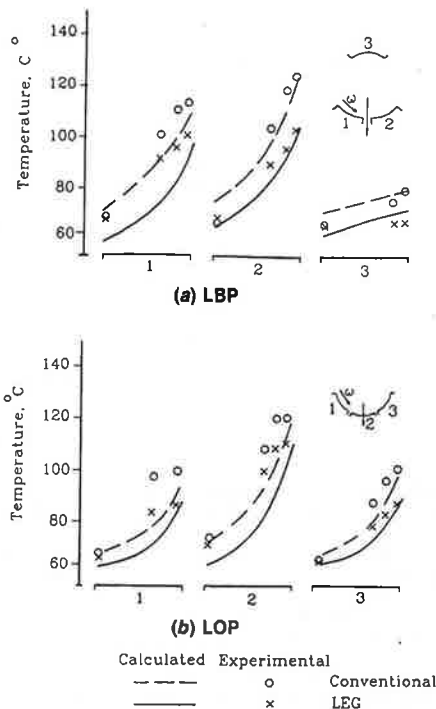 Temperature, C°
140
120
100
80
60
3
ω
1 2
1 2 3
(a) LBP
Temperature, °C
140
120
100
80
60
ω
1 2 3
1 2 3
(b) LOP
Calculated Experimental
o Conventional
x LEG